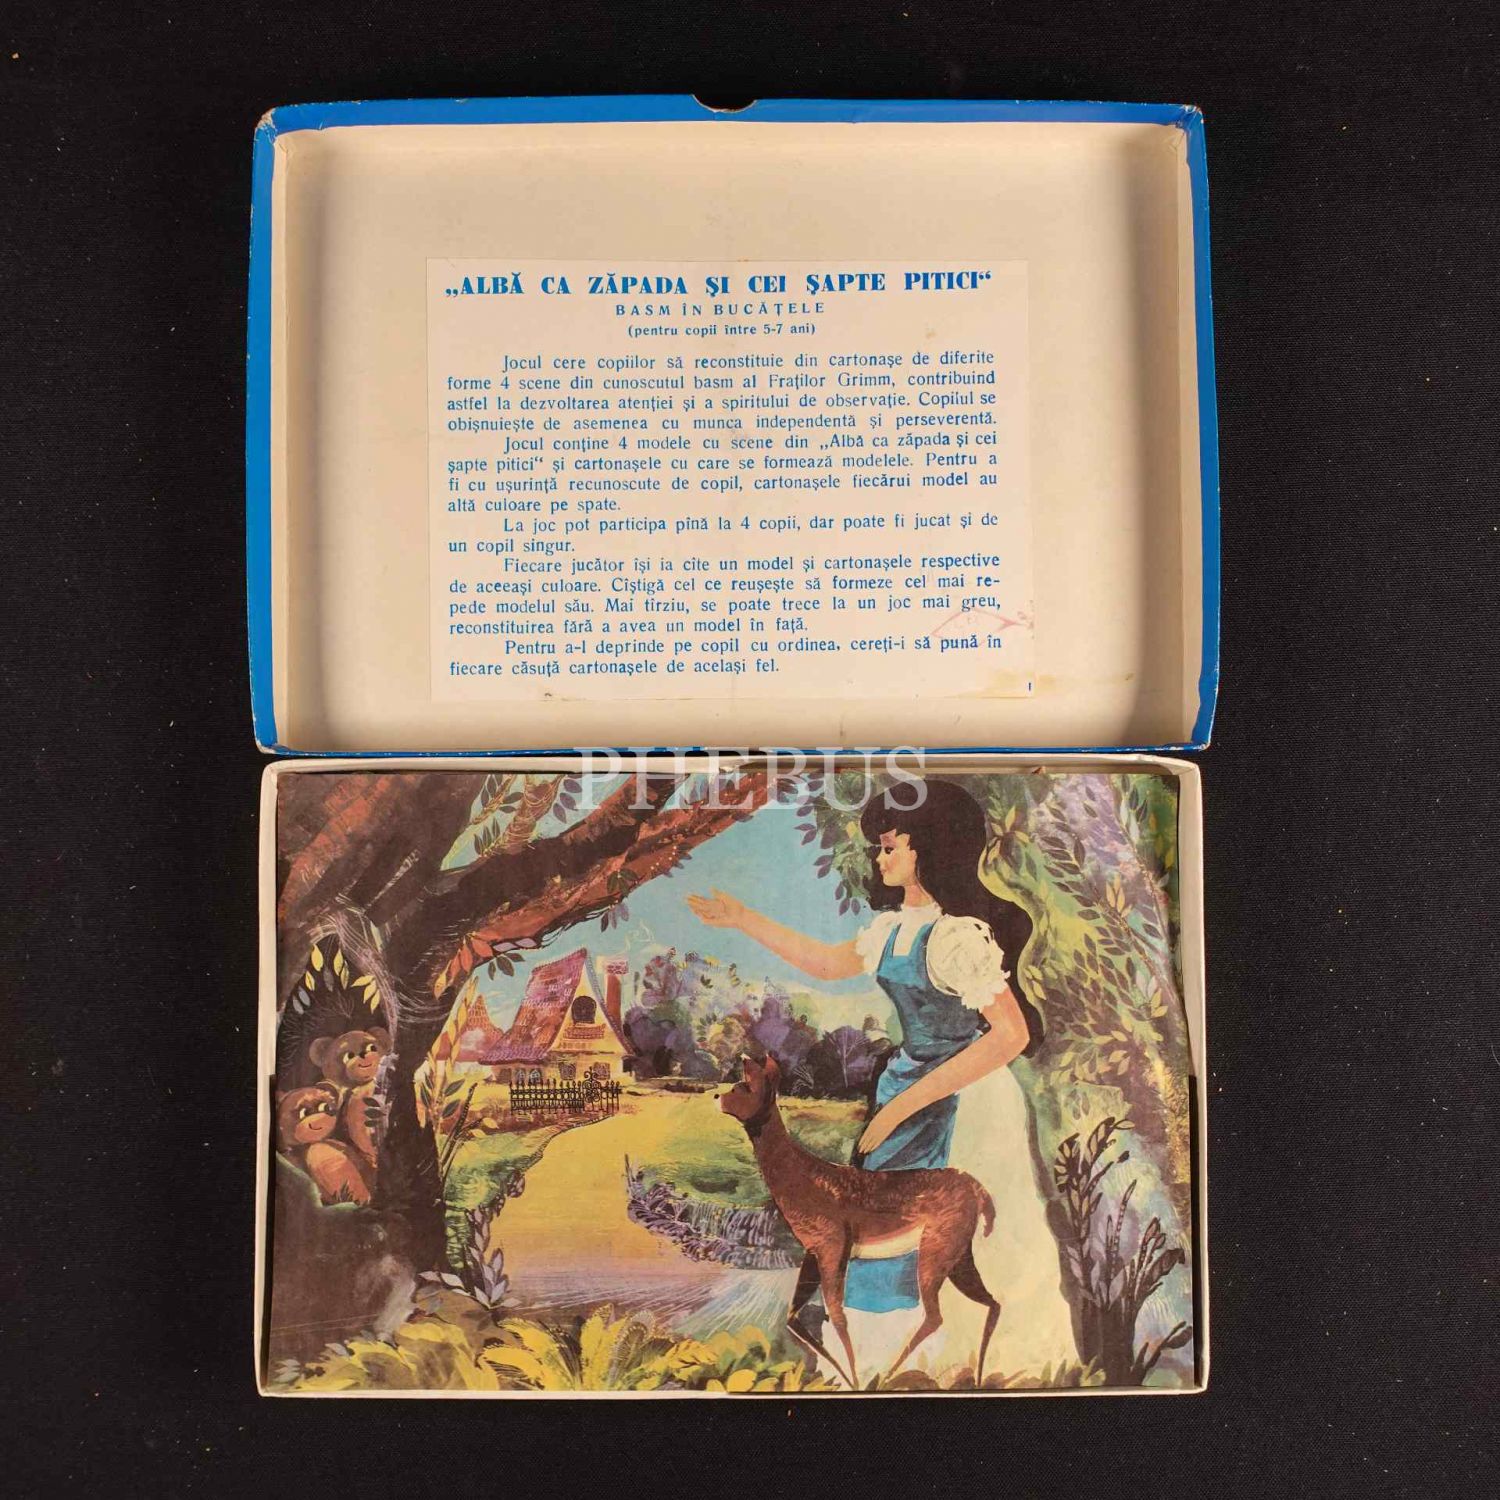 „ALBĂ CA ZĂPADA ŞI CEI ŞAPTE PITICI“
BASM ÎN BUCĂŢELE
(pentru copii între 5-7 ani)
Jocul cere copiilor să reconstituie din cartonaşe de diferite
forme 4 scene din cunoscutul basm al Fraţilor Grimm, contribuind
astfel la dezvoltarea atenţiei şi a spiritului de observaţie. Copilul se
obişnuieşte de asemenea cu munca independentă şi perseverentă.
Jocul conţine 4 modele cu scene din „Albă ca zăpada şi cei
şapte pitici“ şi cartonaşele cu care se formează modelele. Pentru a
fi cu uşurinţă recunoscute de copil, cartonaşele fiecărui model au
altă culoare pe spate.
La joc pot participa pînă la 4 copii, dar poate fi jucat şi de
un copil singur.
Fiecare jucător îşi ia cîte un model şi cartonaşele respective
de aceeaşi culoare. Cîştigă cel ce reuşeşte să formeze cel mai re-
pede modelul său. Mai tîrziu, se poate trece la un joc mai greu,
reconstituirea fără a avea un model în faţă.
Pentru a-l deprinde pe copil cu ordinea, cereţi-i să pună în
fiecare căsuţă cartonaşele de acelaşi fel.
PHEBUS